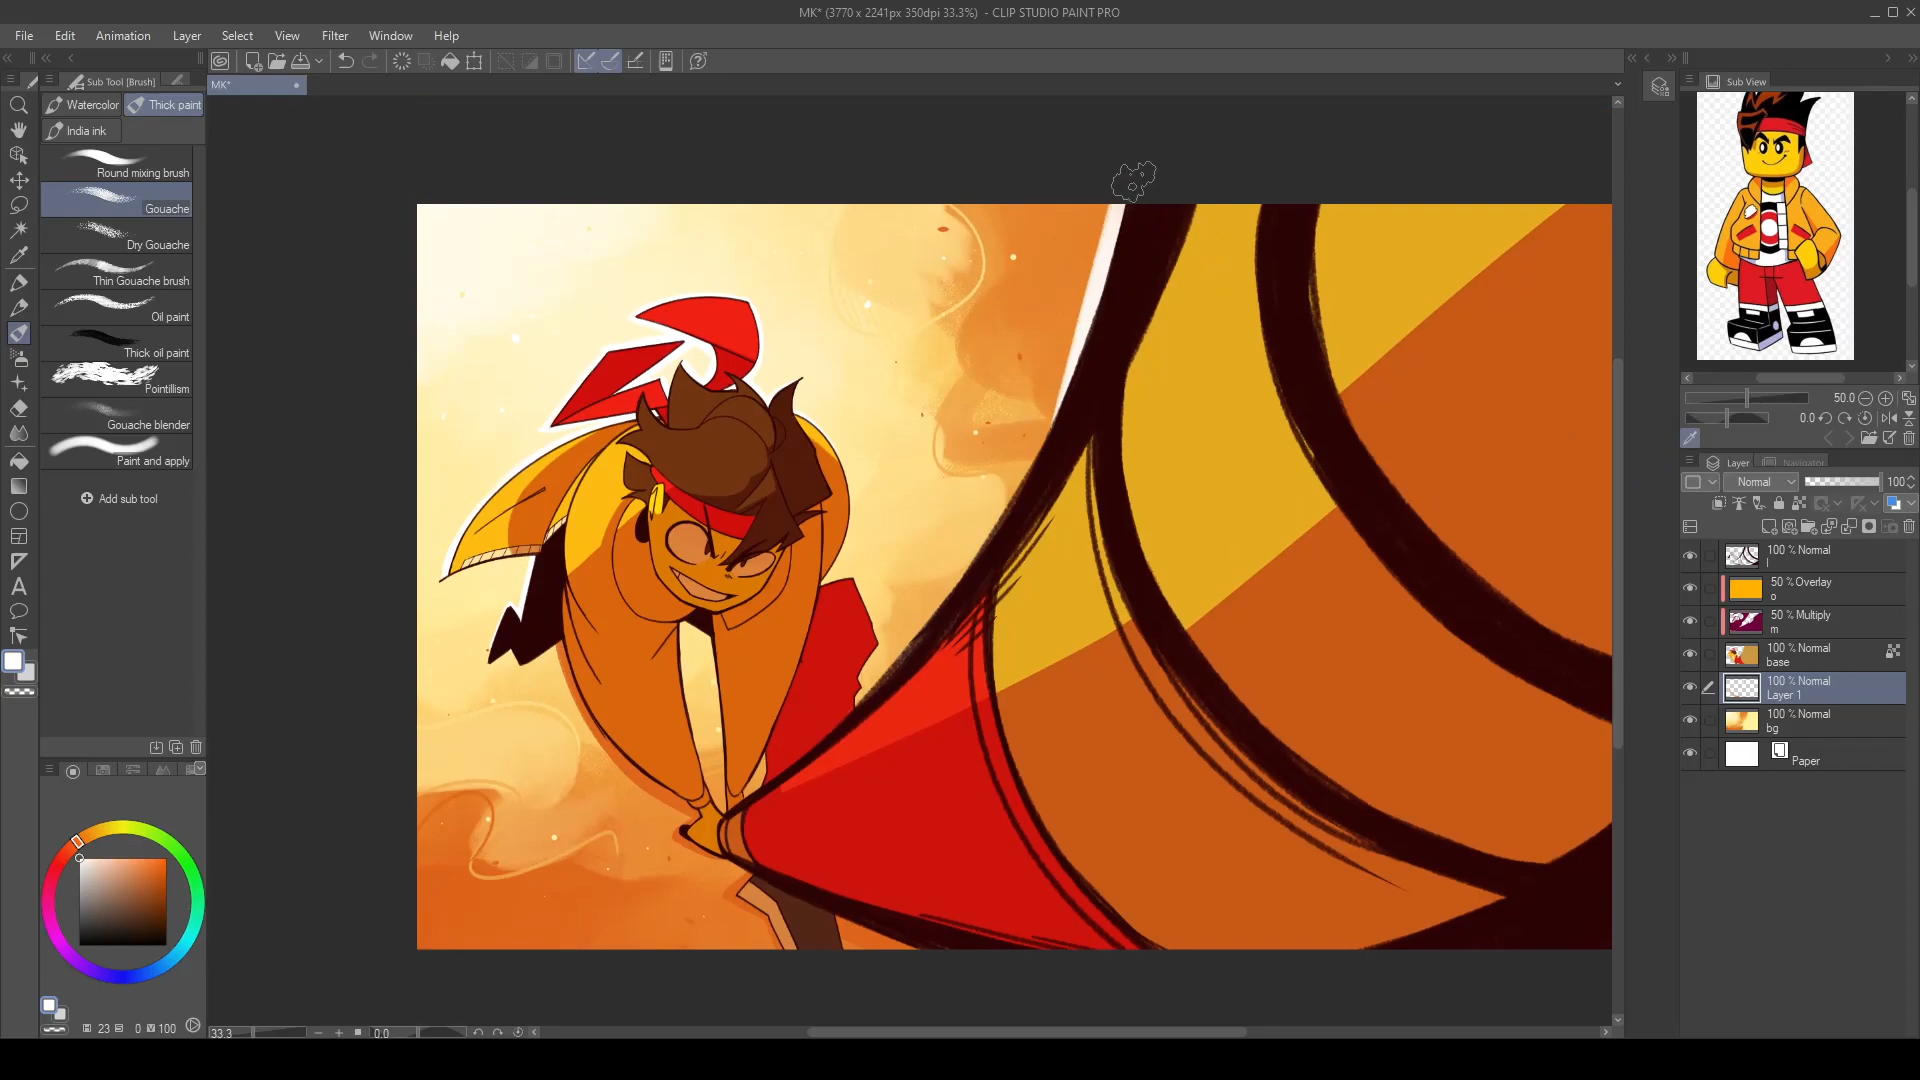 MK* (3770 x 2241px 350dpi 33.3%) - CLIP STUDIO PAINT PRO
File Edit Animation Layer Select View Filter Window Help
Sub Tool [Brush]
MK*
Sub View
Watercolor Thick paint
India ink
Round mixing brush
Gouache
Dry Gouache
Thin Gouache brush
Oil paint
Thick oil paint
Pointillism
Gouache blender
Paint and apply
Add sub tool
50.0
0.0
Layer Navigator
Normal 100
100 % Normal
l
50 % Overlay
o
50 % Multiply
m
100 % Normal
base
100 % Normal
Layer 1
100 % Normal
bg
Paper
H 23 S 0 V 100
33.3 0.0